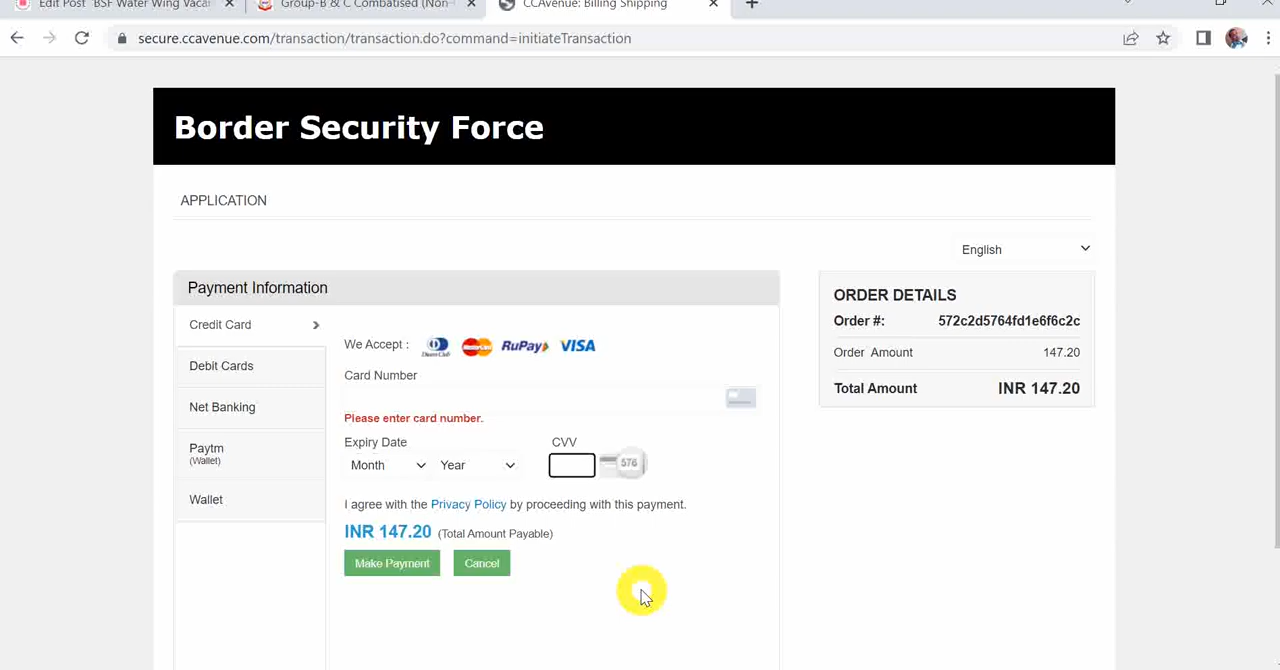 Edit Post "BSF Water Wing Vaca
Group-B & C Combatised (Non-
CCAvenue: Billing Shipping
secure.ccavenue.com/transaction/transaction.do?command=initiateTransaction
Border Security Force
APPLICATION
English
Payment Information
Credit Card
Debit Cards
Net Banking
Paytm
(Wallet)
Wallet
We Accept :
Diners Club
MasterCard
RuPay
VISA
Card Number
Please enter card number.
Expiry Date
CVV
Month
Year
576
I agree with the Privacy Policy by proceeding with this payment.
INR 147.20 (Total Amount Payable)
Make Payment
Cancel
ORDER DETAILS
Order #: 572c2d5764fd1e6f6c2c
Order Amount 147.20
Total Amount INR 147.20